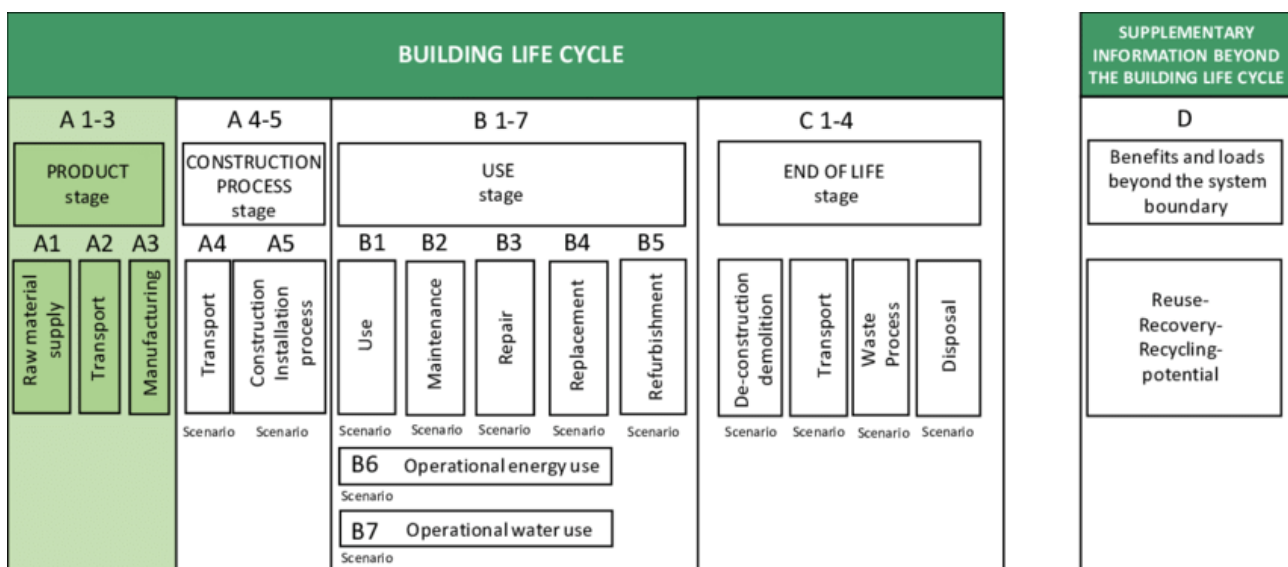 BUILDING LIFE CYCLE
SUPPLEMENTARY
INFORMATION BEYOND
THE BUILDING LIFE CYCLE
A 1-3
A 4-5
B 1-7
C 1-4
D
PRODUCT
stage
CONSTRUCTION
PROCESS
stage
USE
stage
END OF LIFE
stage
Benefits and loads
beyond the system
boundary
A1
A2
A3
A4
A5
B1
B2
B3
B4
B5
Raw material
supply
Transport
Manufacturing
Transport
Construction
Installation
process
Use
Maintenance
Repair
Replacement
Refurbishment
De-construction
demolition
Transport
Waste
Process
Disposal
Reuse-
Recovery-
Recycling-
potential
Scenario
Scenario
Scenario
Scenario
Scenario
Scenario
Scenario
Scenario
Scenario
Scenario
Scenario
B6 Operational energy use
Scenario
B7 Operational water use
Scenario